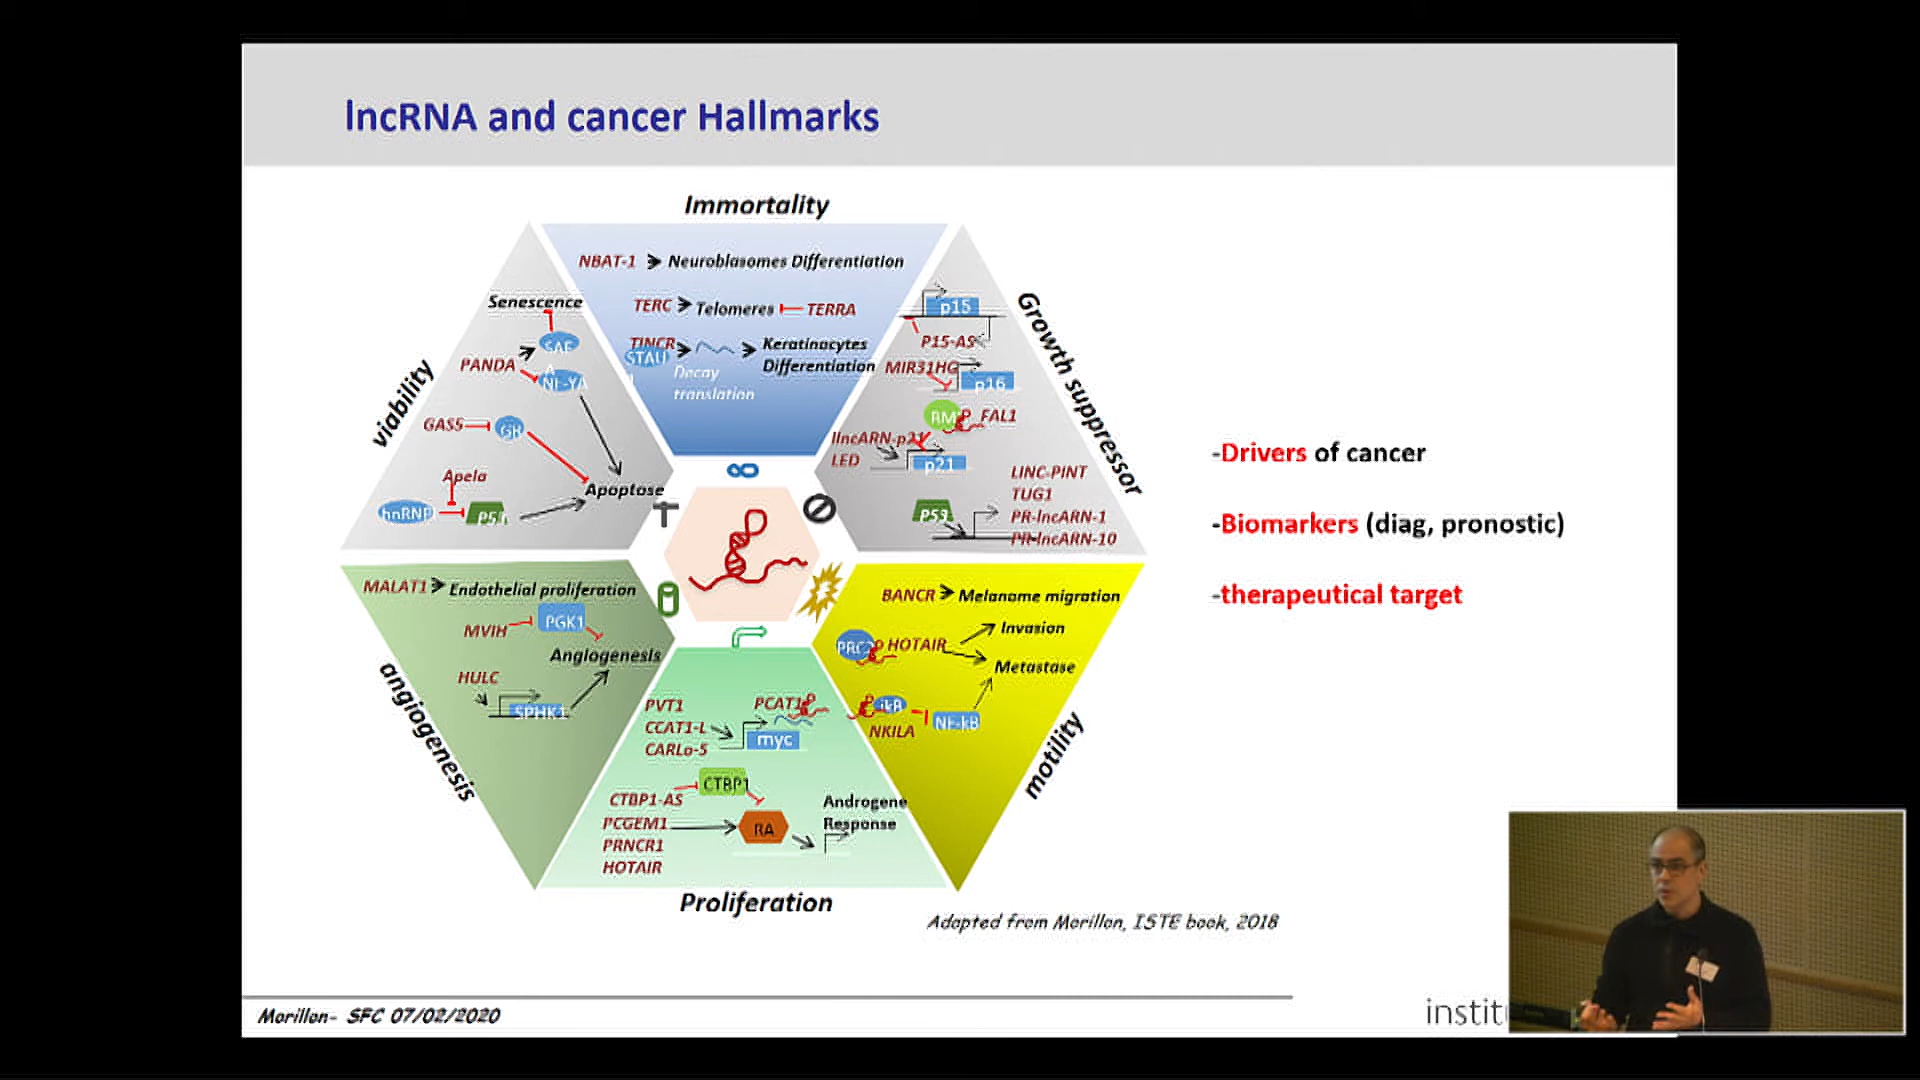 lncRNA and cancer Hallmarks
Immortality
NBAT-1 Neuroblasomes Differentiation
TERC Telomeres TERRA
TINCR
STAU
Keratinocytes
Differentiation
Decay
translation
Growth suppressor
p15
P15-AS
MIR31HG
p16
FAL1
lincARN-p21
LED
p21
LINC-PINT
TUG1
PR-lncARN-1
PR-lncARN-10
p53
viability
Senescence
SAF
A
PANDA
NF-YA
GAS5
GR
Apela
hnRNP
Apoptose
angiogenesis
MALAT1 Endothelial proliferation
MVIH
PGK1
Angiogenesis
HULC
SPHK1
Proliferation
PVT1
CCAT1-L
CARLo-5
PCAT1
myc
CTBP1
CTBP1-AS
PCGEM1
PRNCR1
HOTAIR
RA
Androgene
Response
motility
BANCR Melanome migration
HOTAIR
Invasion
Metastase
ikB
NF-kB
NKILA
-Drivers of cancer
-Biomarkers (diag, pronostic)
-therapeutical target
Adapted from Morillon, ISTE book, 2018
Morillon- SFC 07/02/2020